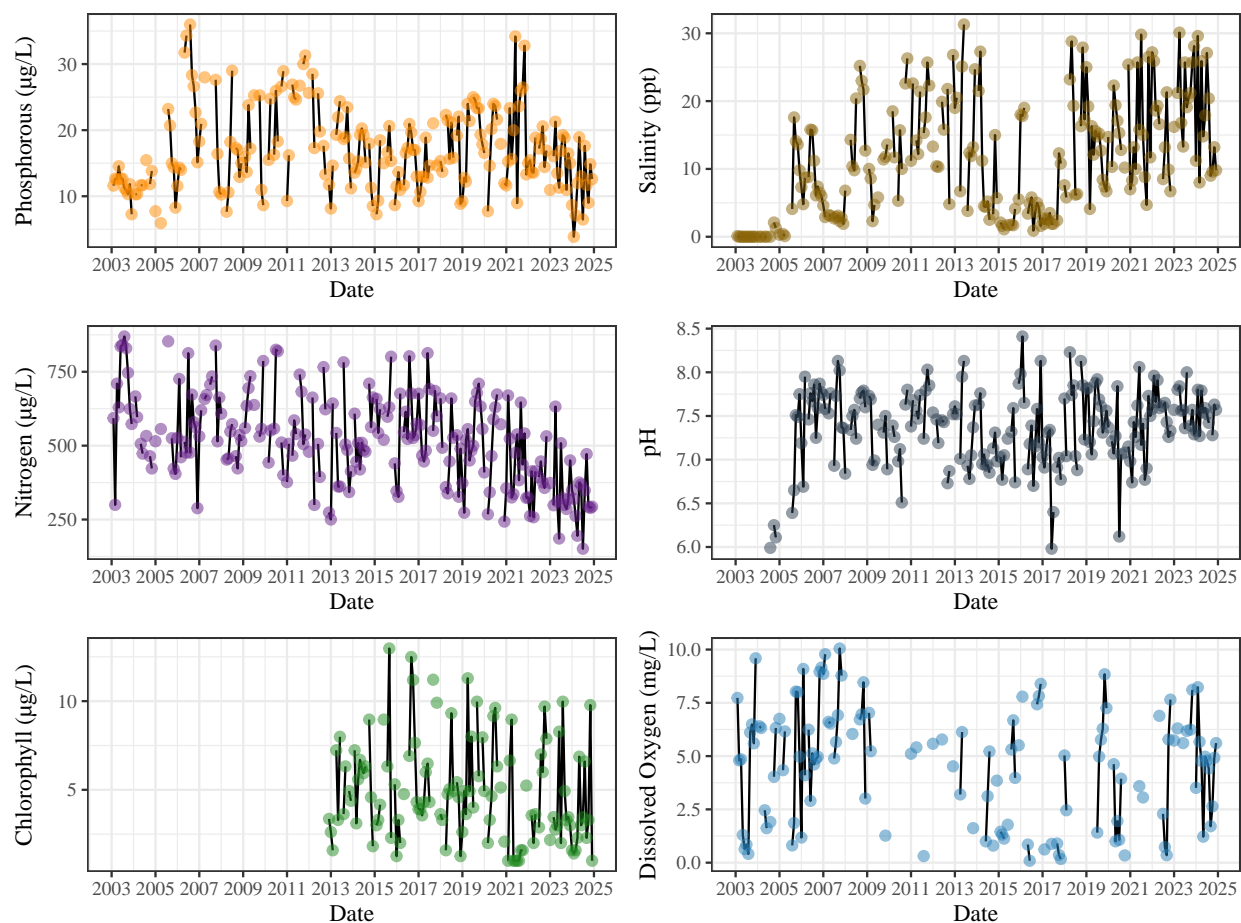 Phosphorous (µg/L)
30
20
10
2003 2005 2007 2009 2011 2013 2015 2017 2019 2021 2023 2025
Date
Salinity (ppt)
30
20
10
0
2003 2005 2007 2009 2011 2013 2015 2017 2019 2021 2023 2025
Date
Nitrogen (µg/L)
750
500
250
2003 2005 2007 2009 2011 2013 2015 2017 2019 2021 2023 2025
Date
pH
8.5
8.0
7.5
7.0
6.5
6.0
2003 2005 2007 2009 2011 2013 2015 2017 2019 2021 2023 2025
Date
Chlorophyll (µg/L)
10
5
2003 2005 2007 2009 2011 2013 2015 2017 2019 2021 2023 2025
Date
Dissolved Oxygen (mg/L)
10.0
7.5
5.0
2.5
0.0
2003 2005 2007 2009 2011 2013 2015 2017 2019 2021 2023 2025
Date